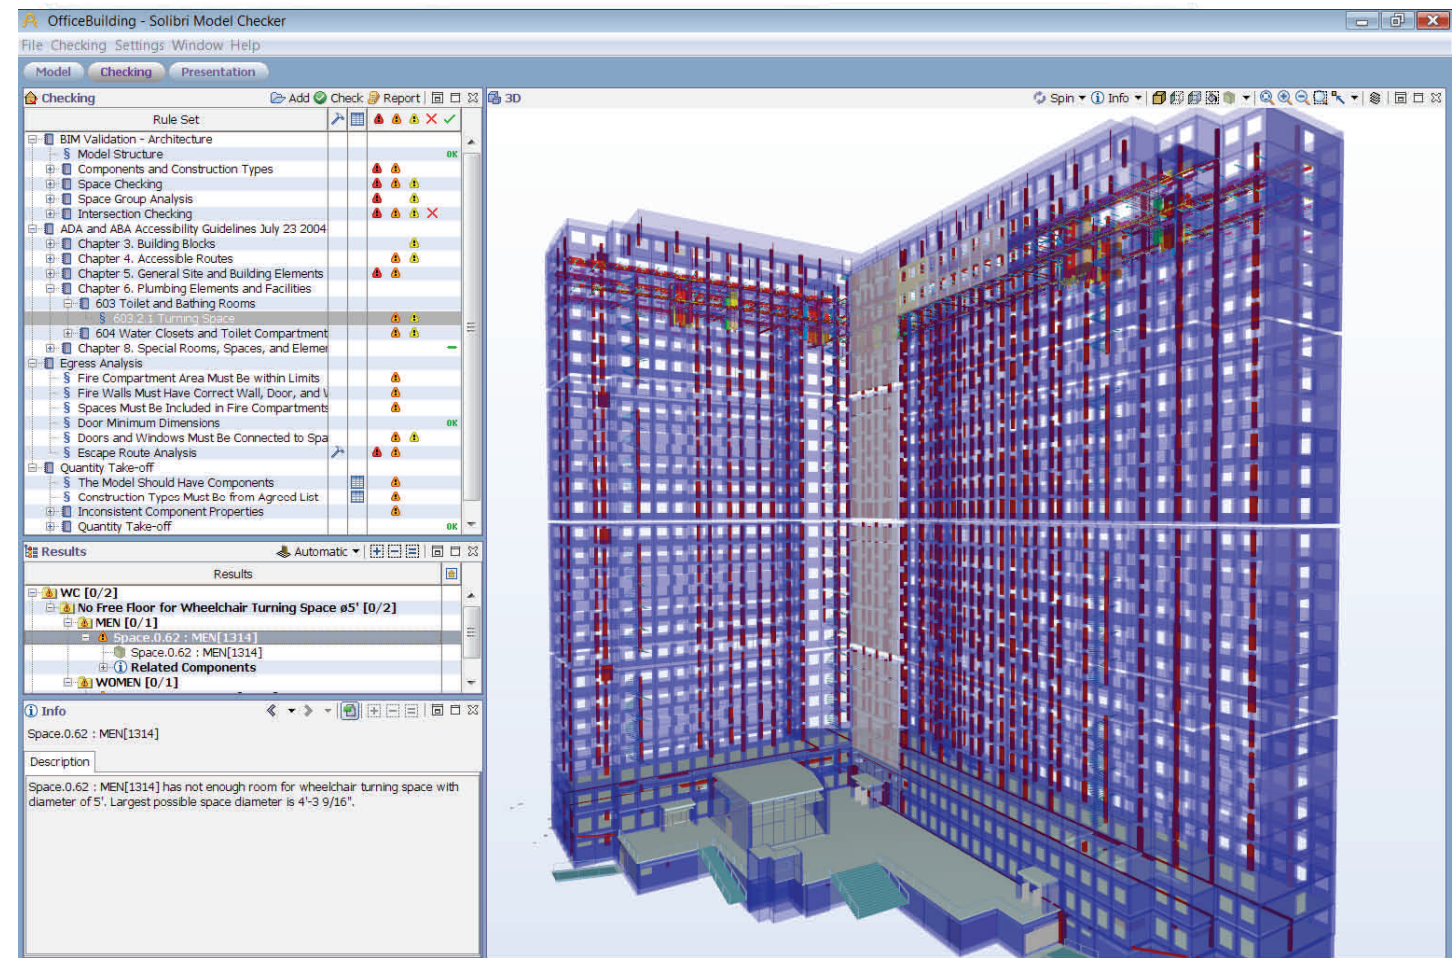 OfficeBuilding - Solibri Model Checker
File Checking Settings Window Help
Model Checking Presentation
Checking Add Check Report
3D Spin Info
Rule Set
BIM Validation - Architecture
§ Model Structure OK
Components and Construction Types
Space Checking
Space Group Analysis
Intersection Checking
ADA and ABA Accessibility Guidelines July 23 2004
Chapter 3. Building Blocks
Chapter 4. Accessible Routes
Chapter 5. General Site and Building Elements
Chapter 6. Plumbing Elements and Facilities
603 Toilet and Bathing Rooms
§ 603.2.1 Turning Space
604 Water Closets and Toilet Compartment
Chapter 8. Special Rooms, Spaces, and Elemer
Egress Analysis
§ Fire Compartment Area Must Be within Limits
§ Fire Walls Must Have Correct Wall, Door, and V
§ Spaces Must Be Included in Fire Compartments
§ Door Minimum Dimensions OK
§ Doors and Windows Must Be Connected to Spa
§ Escape Route Analysis
Quantity Take-off
§ The Model Should Have Components
§ Construction Types Must Be from Agreed List
Inconsistent Component Properties
Quantity Take-off OK
Results Automatic
Results
WC [0/2]
No Free Floor for Wheelchair Turning Space ø5' [0/2]
MEN [0/1]
Space.0.62 : MEN[1314]
Space.0.62 : MEN[1314]
Related Components
WOMEN [0/1]
Info
Space.0.62 : MEN[1314]
Description
Space.0.62 : MEN[1314] has not enough room for wheelchair turning space with
diameter of 5'. Largest possible space diameter is 4'-3 9/16".